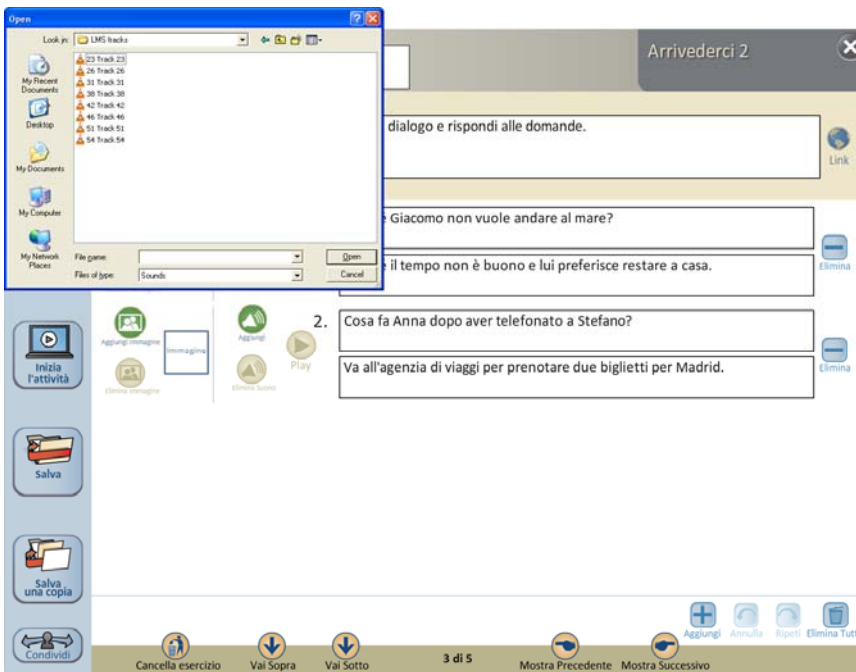 Open
Look in: LMS tracks
My Recent Documents
Desktop
My Documents
My Computer
My Network Places
23 Track 23
26 Track 26
31 Track 31
38 Track 38
42 Track 42
46 Track 46
51 Track 51
54 Track 54
File name:
Open
Files of type: Sounds
Cancel
Arrivederci 2
dialogo e rispondi alle domande.
Link
Giacomo non vuole andare al mare?
il tempo non è buono e lui preferisce restare a casa.
Elimina
Aggiungi immagine
Immagine
Elimina immagine
Aggiungi
Elimina suono
Play
2. Cosa fa Anna dopo aver telefonato a Stefano?
Va all'agenzia di viaggi per prenotare due biglietti per Madrid.
Elimina
Inizia
l'attività
Salva
Salva
una copia
Condividi
Aggiungi Annulla Ripeti Elimina Tutt
Cancella esercizio Vai Sopra Vai Sotto 3 di 5 Mostra Precedente Mostra Successivo